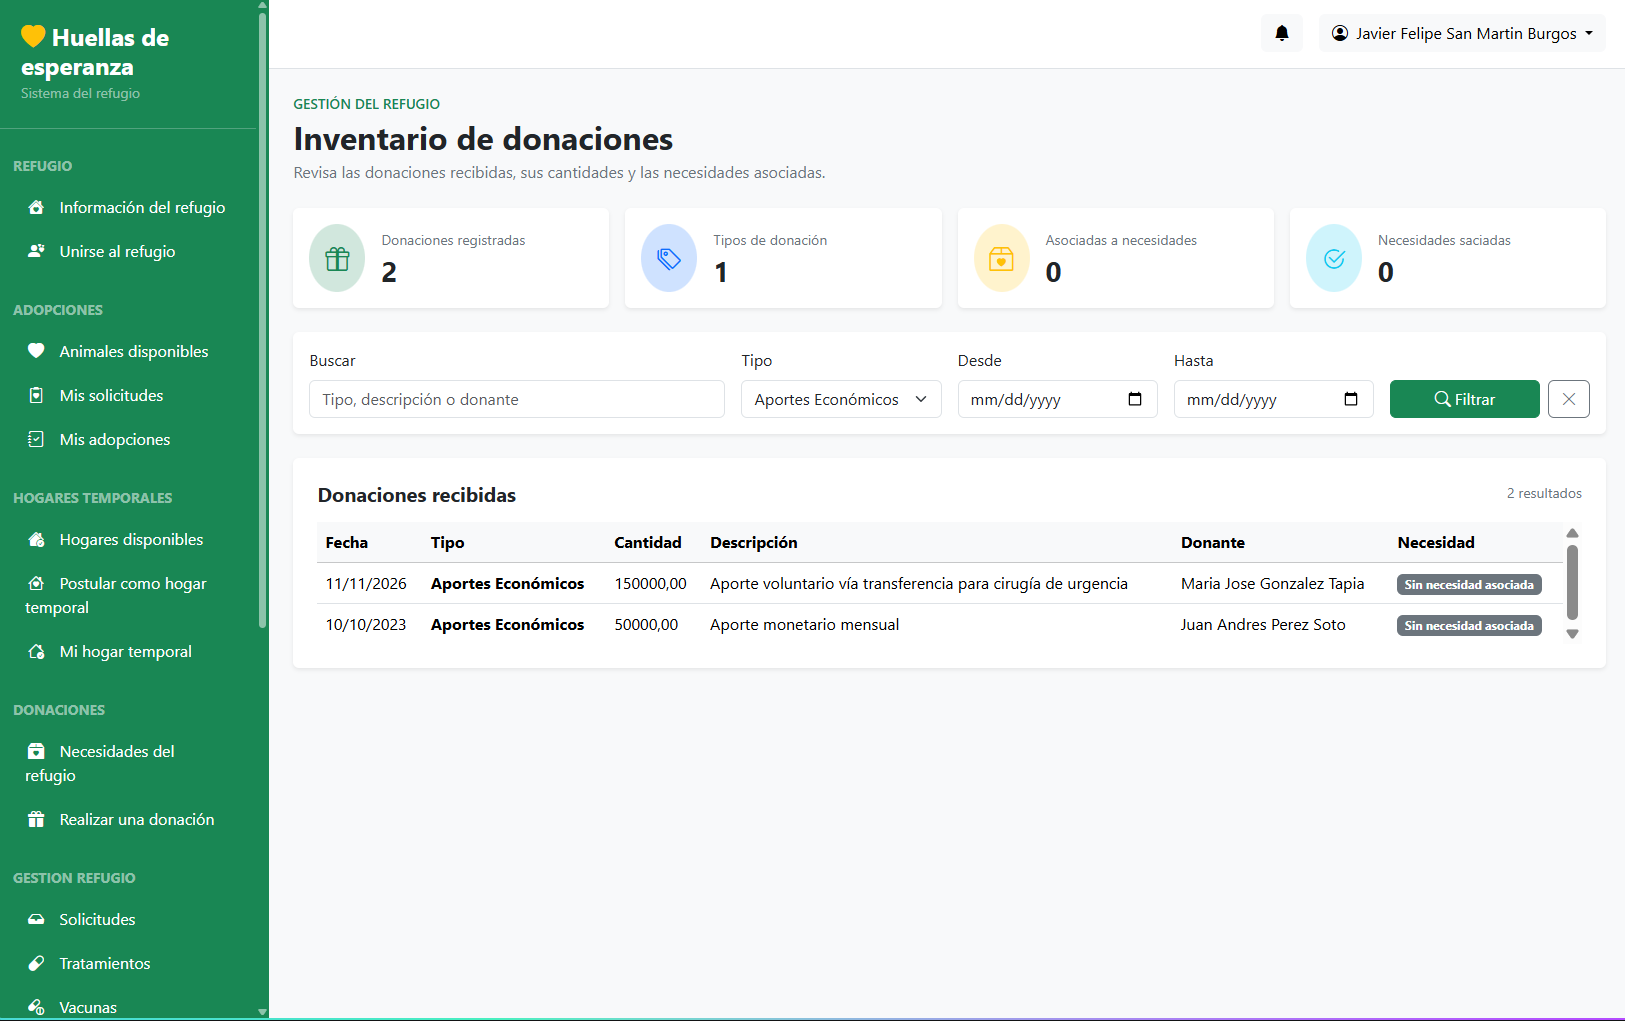 Huellas de
esperanza
Sistema del refugio
REFUGIO
Información del refugio
Unirse al refugio
ADOPCIONES
Animales disponibles
Mis solicitudes
Mis adopciones
HOGARES TEMPORALES
Hogares disponibles
Postular como hogar
temporal
Mi hogar temporal
DONACIONES
Necesidades del
refugio
Realizar una donación
GESTION REFUGIO
Solicitudes
Tratamientos
Vacunas
Javier Felipe San Martin Burgos
GESTIÓN DEL REFUGIO
Inventario de donaciones
Revisa las donaciones recibidas, sus cantidades y las necesidades asociadas.
Donaciones registradas
2
Tipos de donación
1
Asociadas a necesidades
0
Necesidades saciadas
0
Buscar
Tipo, descripción o donante
Tipo
Aportes Económicos
Desde
mm/dd/yyyy
Hasta
mm/dd/yyyy
Filtrar
Donaciones recibidas
2 resultados
Fecha Tipo Cantidad Descripción Donante Necesidad
11/11/2026 Aportes Económicos 150000,00 Aporte voluntario vía transferencia para cirugía de urgencia Maria Jose Gonzalez Tapia Sin necesidad asociada
10/10/2023 Aportes Económicos 50000,00 Aporte monetario mensual Juan Andres Perez Soto Sin necesidad asociada